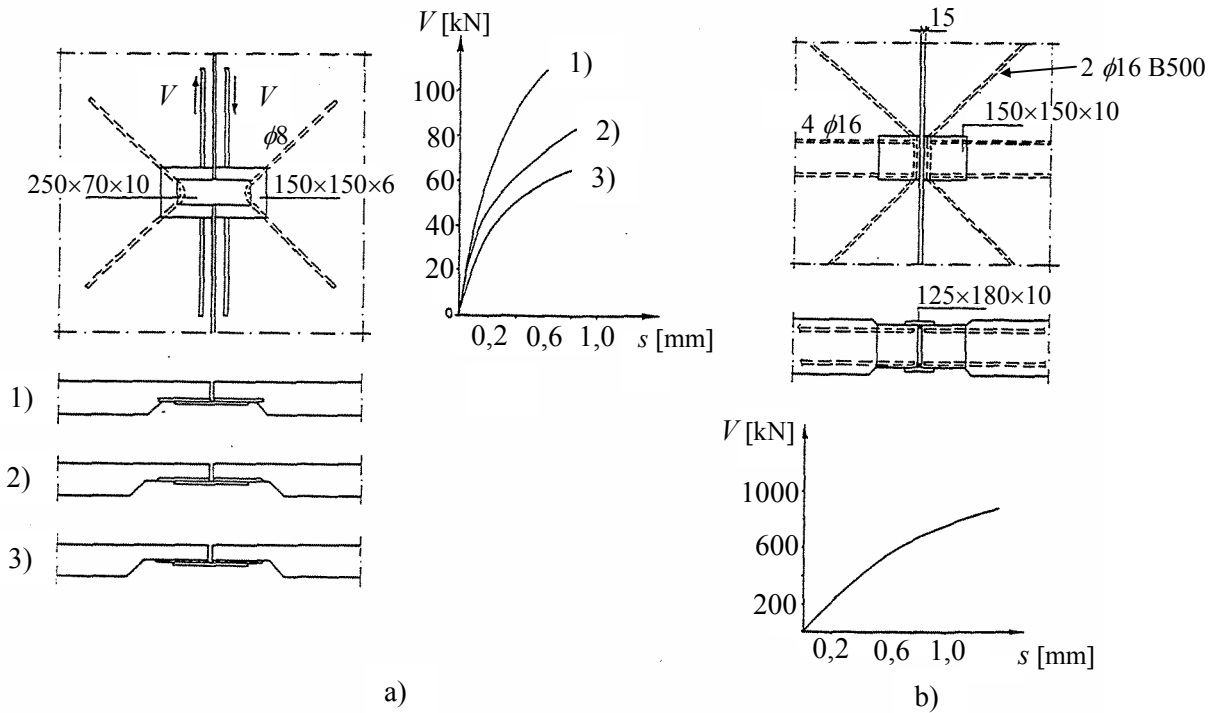 V
V
φ8
250×70×10
150×150×6
V [kN]
100
80
60
40
20
0
1)
2)
3)
0,2 0,6 1,0 s [mm]
1)
2)
3)
a)
15
2 φ16 B500
150×150×10
4 φ16
125×180×10
V [kN]
1000
600
200
0,2 0,6 1,0 s [mm]
b)